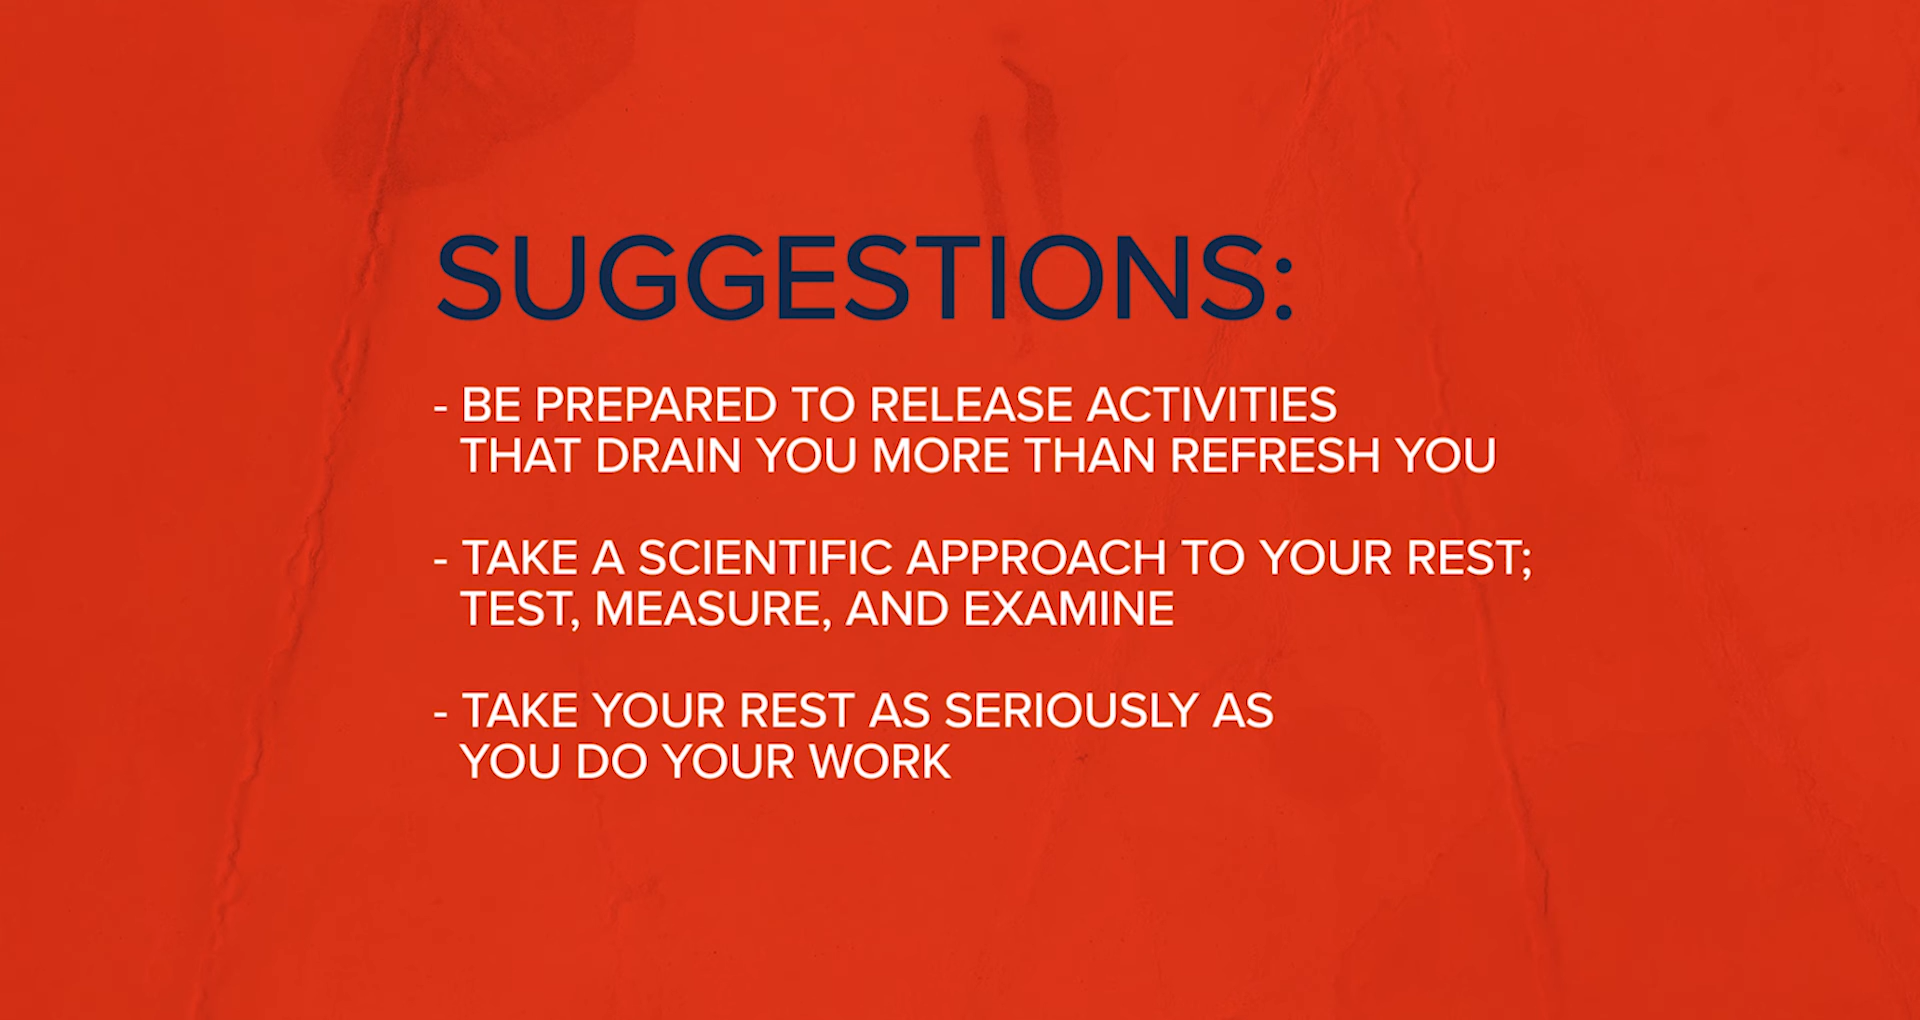 SUGGESTIONS:
- BE PREPARED TO RELEASE ACTIVITIES
THAT DRAIN YOU MORE THAN REFRESH YOU
- TAKE A SCIENTIFIC APPROACH TO YOUR REST;
TEST, MEASURE, AND EXAMINE
- TAKE YOUR REST AS SERIOUSLY AS
YOU DO YOUR WORK